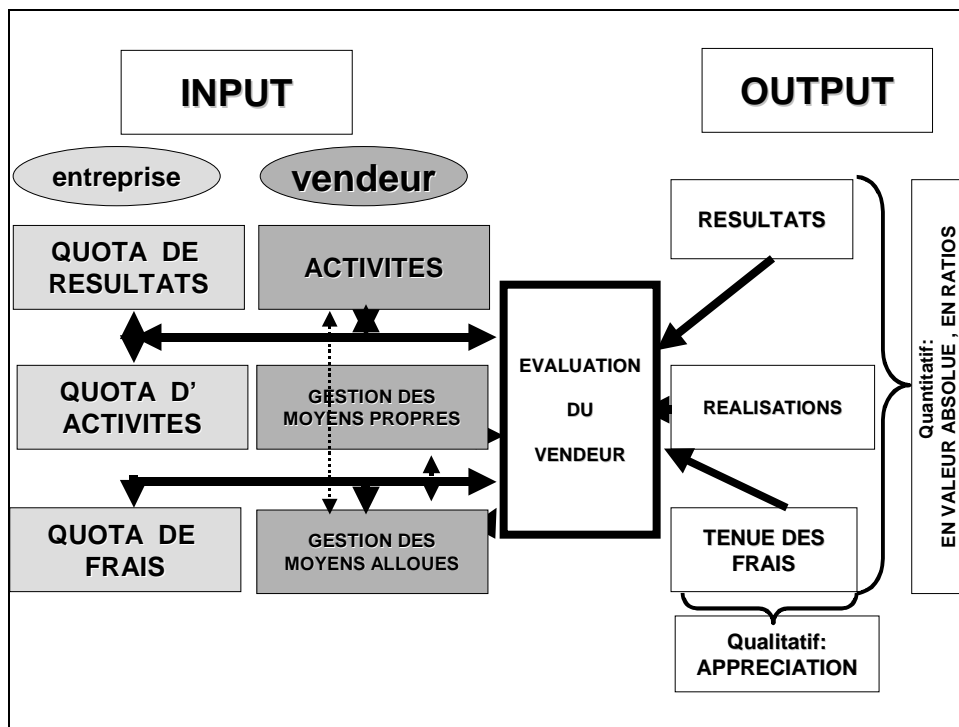 INPUT
OUTPUT
entreprise
vendeur
QUOTA DE
RESULTATS
ACTIVITES
RESULTATS
QUOTA D'
ACTIVITES
GESTION DES
MOYENS PROPRES
EVALUATION
DU
VENDEUR
REALISATIONS
QUOTA DE
FRAIS
GESTION DES
MOYENS ALLOUES
TENUE DES
FRAIS
Quantitatif:
EN VALEUR ABSOLUE , EN RATIOS
Qualitatif:
APPRECIATION